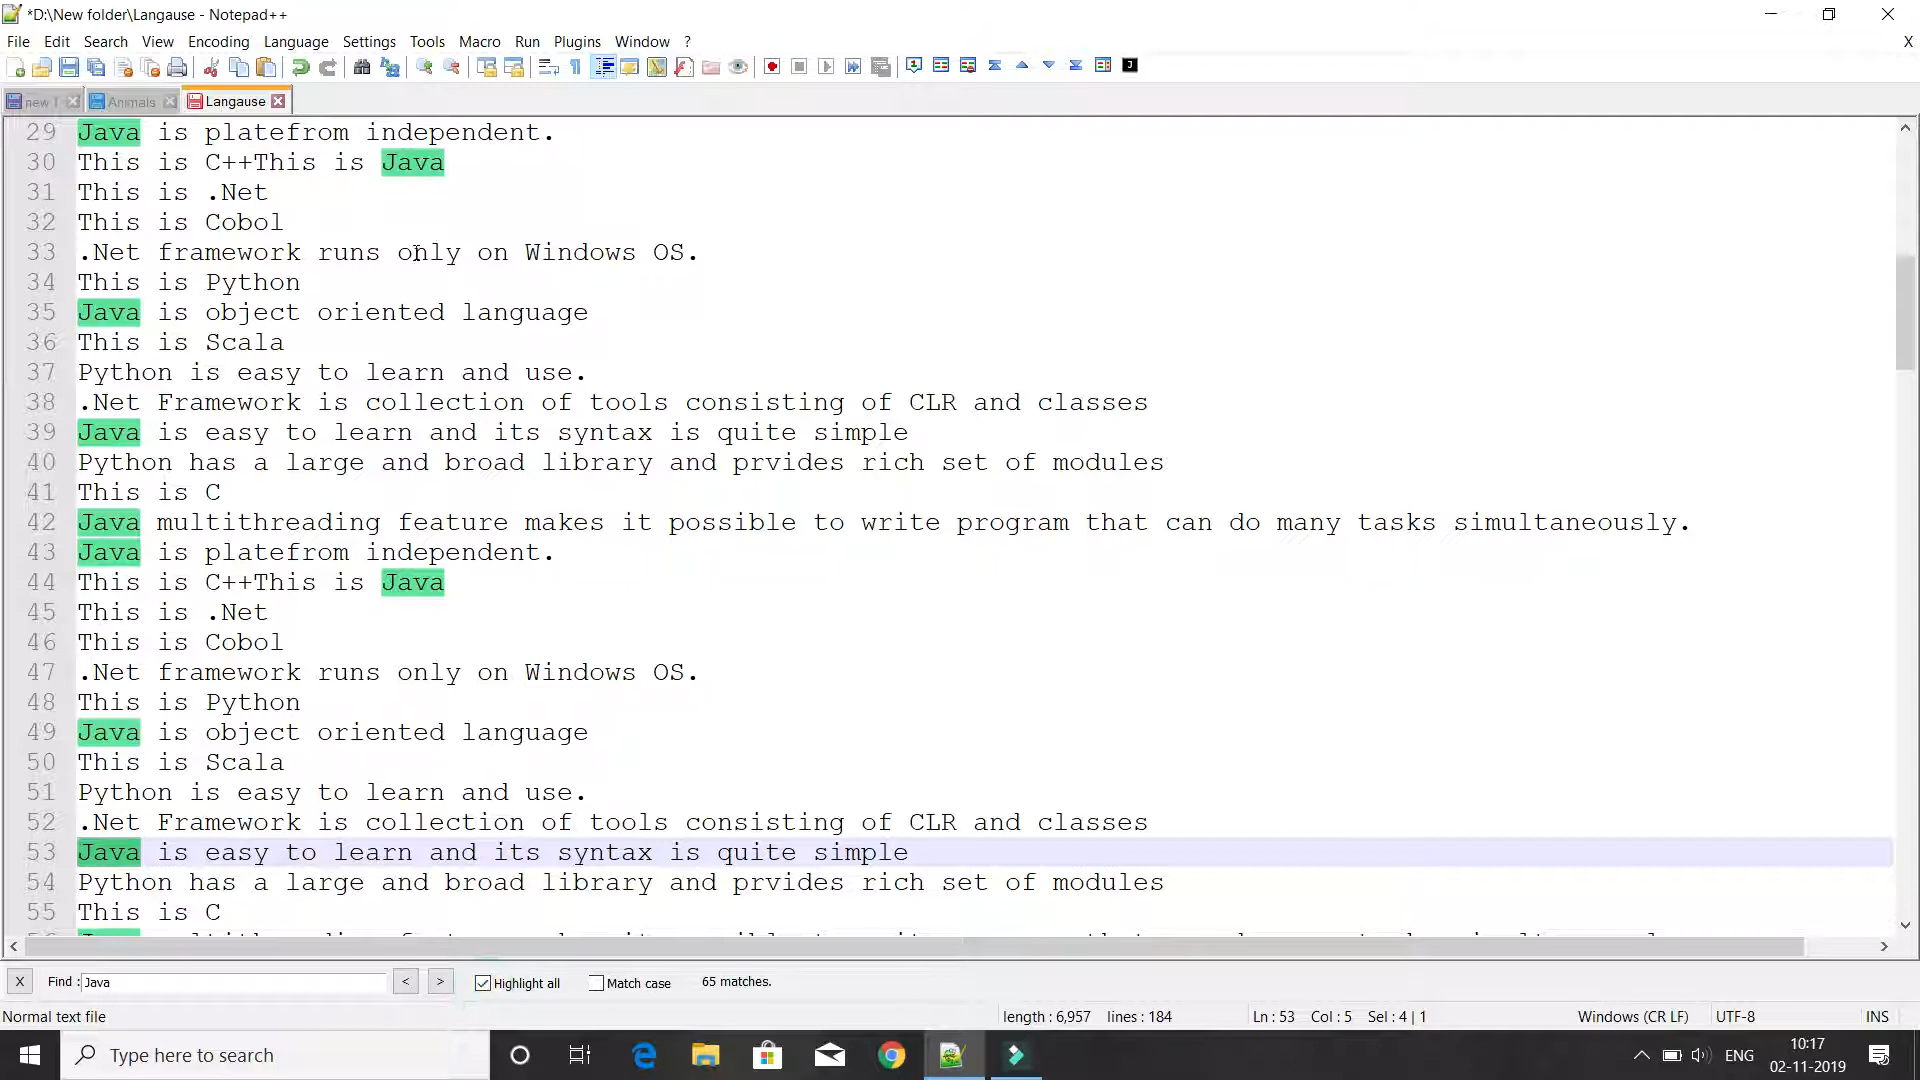 *D:\New folder\Langause - Notepad++
File Edit Search View Encoding Language Settings Tools Macro Run Plugins Window ? X
new 1 Animals Langause
29 Java is platefrom independent.
30 This is C++This is Java
31 This is .Net
32 This is Cobol
33 .Net framework runs only on Windows OS.
34 This is Python
35 Java is object oriented language
36 This is Scala
37 Python is easy to learn and use.
38 .Net Framework is collection of tools consisting of CLR and classes
39 Java is easy to learn and its syntax is quite simple
40 Python has a large and broad library and prvides rich set of modules
41 This is C
42 Java multithreading feature makes it possible to write program that can do many tasks simultaneously.
43 Java is platefrom independent.
44 This is C++This is Java
45 This is .Net
46 This is Cobol
47 .Net framework runs only on Windows OS.
48 This is Python
49 Java is object oriented language
50 This is Scala
51 Python is easy to learn and use.
52 .Net Framework is collection of tools consisting of CLR and classes
53 Java is easy to learn and its syntax is quite simple
54 Python has a large and broad library and prvides rich set of modules
55 This is C
X Find : Java < > Highlight all Match case 65 matches.
Normal text file length : 6,957 lines : 184 Ln : 53 Col : 5 Sel : 4 | 1 Windows (CR LF) UTF-8 INS
Type here to search ENG 10:17
02-11-2019